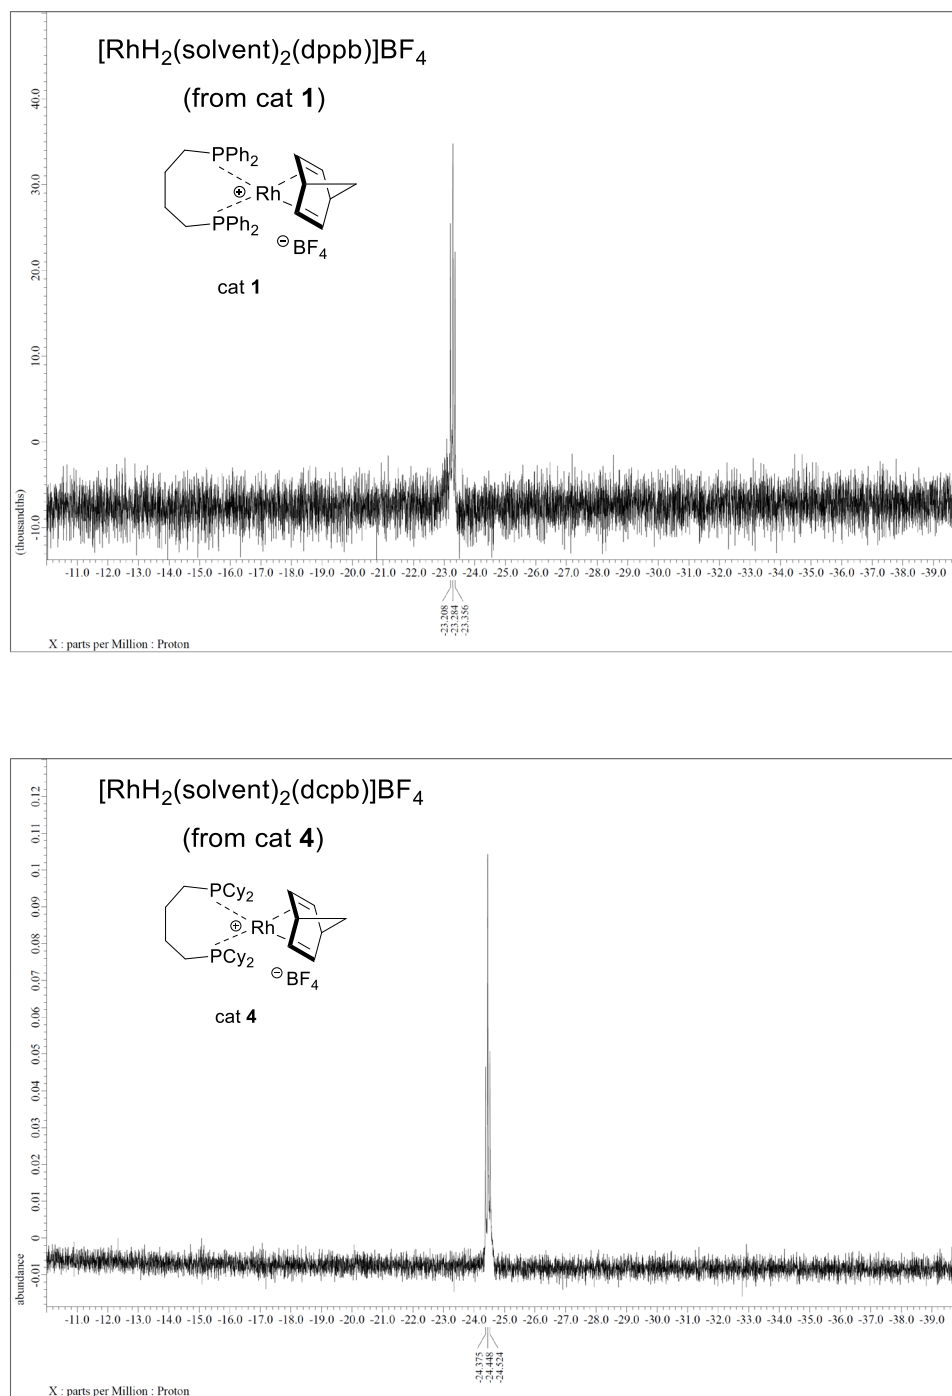 [RhH2(solvent)2(dppb)]BF4
(from cat 1)
PPh2
⊕ Rh
PPh2
⊖ BF4
cat 1
40.0
30.0
20.0
10.0
0
-10.0
(thousandths)
-11.0 -12.0 -13.0 -14.0 -15.0 -16.0 -17.0 -18.0 -19.0 -20.0 -21.0 -22.0 -23.0 -24.0 -25.0 -26.0 -27.0 -28.0 -29.0 -30.0 -31.0 -32.0 -33.0 -34.0 -35.0 -36.0 -37.0 -38.0 -39.0
-23.208
-23.284
-23.356
X : parts per Million : Proton
[RhH2(solvent)2(dcpb)]BF4
(from cat 4)
PCy2
⊕ Rh
PCy2
⊖ BF4
cat 4
0.12
0.11
0.1
0.09
0.08
0.07
0.06
0.05
0.04
0.03
0.02
0.01
0
-0.01
abundance
-11.0 -12.0 -13.0 -14.0 -15.0 -16.0 -17.0 -18.0 -19.0 -20.0 -21.0 -22.0 -23.0 -24.0 -25.0 -26.0 -27.0 -28.0 -29.0 -30.0 -31.0 -32.0 -33.0 -34.0 -35.0 -36.0 -37.0 -38.0 -39.0
-24.375
-24.448
-24.524
X : parts per Million : Proton